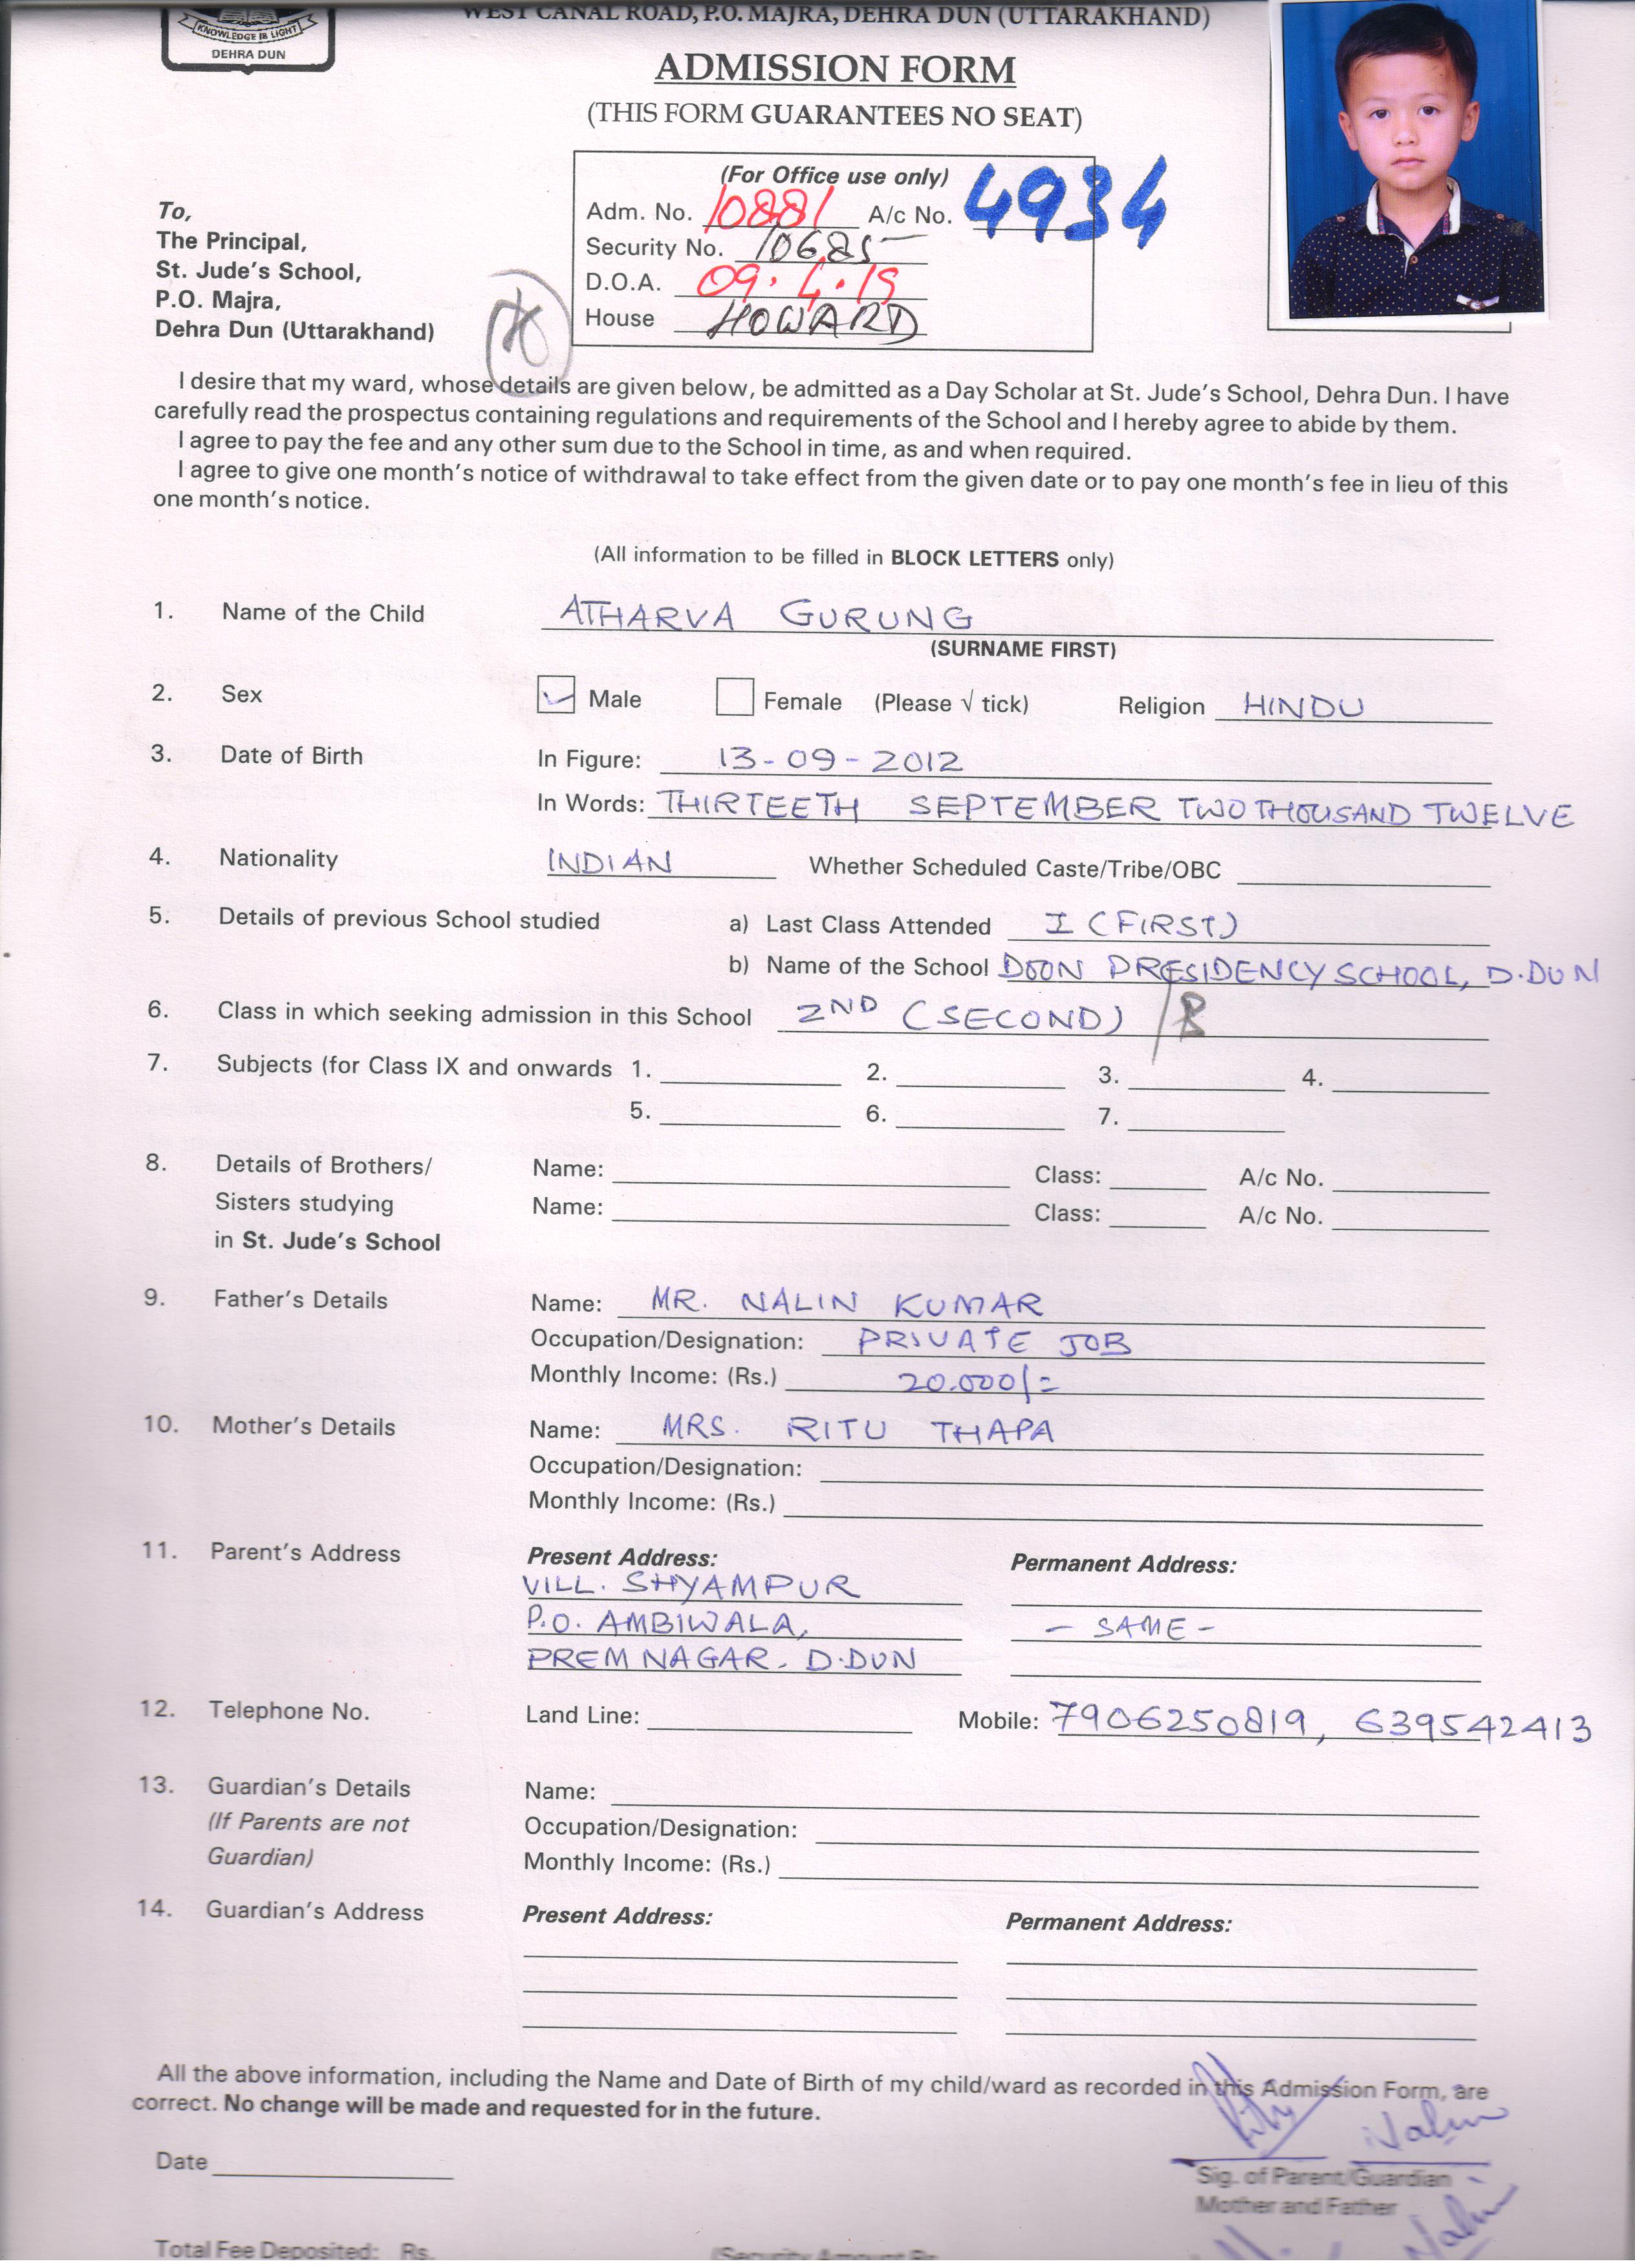 KNOWLEDGE IS LIGHT
DEHRA DUN
WEST CANAL ROAD, P.O. MAJRA, DEHRA DUN (UTTARAKHAND)
ADMISSION FORM
(THIS FORM GUARANTEES NO SEAT)
(For Office use only)
Adm. No. 10881 A/c No. 4934
Security No. 10685
D.O.A. 09.4.19
House HOWARD
To,
The Principal,
St. Jude's School,
P.O. Majra,
Dehra Dun (Uttarakhand)
I desire that my ward, whose details are given below, be admitted as a Day Scholar at St. Jude's School, Dehra Dun. I have
carefully read the prospectus containing regulations and requirements of the School and I hereby agree to abide by them.
I agree to pay the fee and any other sum due to the School in time, as and when required.
I agree to give one month's notice of withdrawal to take effect from the given date or to pay one month's fee in lieu of this
one month's notice.
(All information to be filled in BLOCK LETTERS only)
1. Name of the Child ATHARVA GURUNG
(SURNAME FIRST)
2. Sex Male Female (Please √ tick) Religion HINDU
3. Date of Birth In Figure: 13-09-2012
In Words: THIRTEETH SEPTEMBER TWO THOUSAND TWELVE
4. Nationality INDIAN Whether Scheduled Caste/Tribe/OBC
5. Details of previous School studied a) Last Class Attended I (FIRST)
b) Name of the School DOON PRESIDENCY SCHOOL, D.DUN
6. Class in which seeking admission in this School 2ND (SECOND) / B
7. Subjects (for Class IX and onwards 1. 2. 3. 4.
5. 6. 7.
8. Details of Brothers/ Name: Class: A/c No.
Sisters studying Name: Class: A/c No.
in St. Jude's School
9. Father's Details Name: MR. NALIN KUMAR
Occupation/Designation: PRIVATE JOB
Monthly Income: (Rs.) 20.000/=
10. Mother's Details Name: MRS. RITU THAPA
Occupation/Designation:
Monthly Income: (Rs.)
11. Parent's Address Present Address: Permanent Address:
VILL. SHYAMPUR
P.O. AMBIWALA, - SAME -
PREM NAGAR. D.DUN
12. Telephone No. Land Line: Mobile: 7906250819, 639542413
13. Guardian's Details Name:
(If Parents are not Occupation/Designation:
Guardian) Monthly Income: (Rs.)
14. Guardian's Address Present Address: Permanent Address:
All the above information, including the Name and Date of Birth of my child/ward as recorded in this Admission Form, are
correct. No change will be made and requested for in the future.
Ritu Nalin
Date
Sig. of Parent/Guardian
Mother and Father
Nalin
Total Fee Deposited: Rs. (Security Amount Rs.